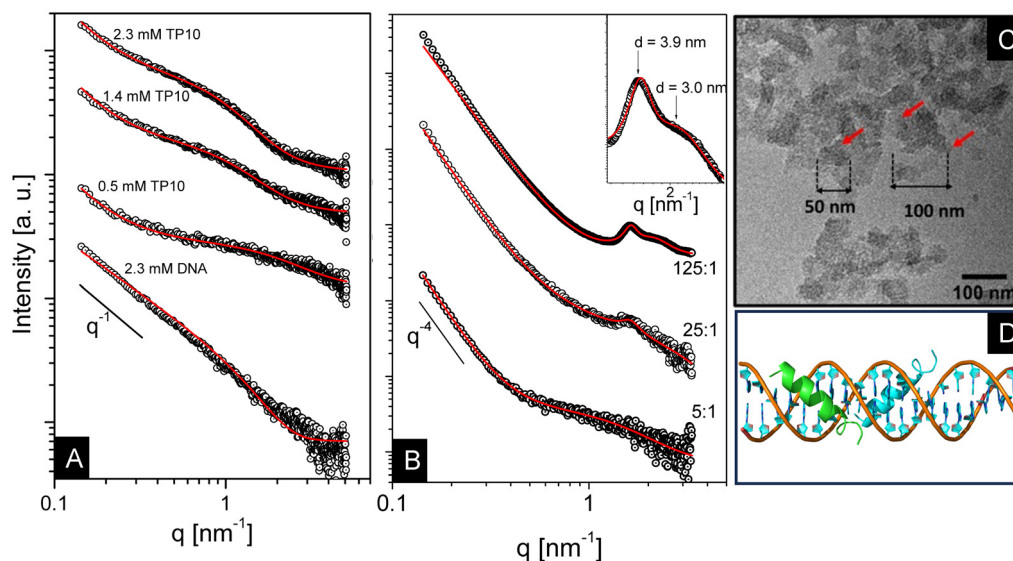 Intensity [a. u.]
2.3 mM TP10
1.4 mM TP10
0.5 mM TP10
2.3 mM DNA
q-1
A
0.1
1
q [nm-1]
d = 3.9 nm
d = 3.0 nm
2
q [nm-1]
125:1
25:1
5:1
q-4
B
0.1
1
q [nm-1]
C
50 nm
100 nm
100 nm
D